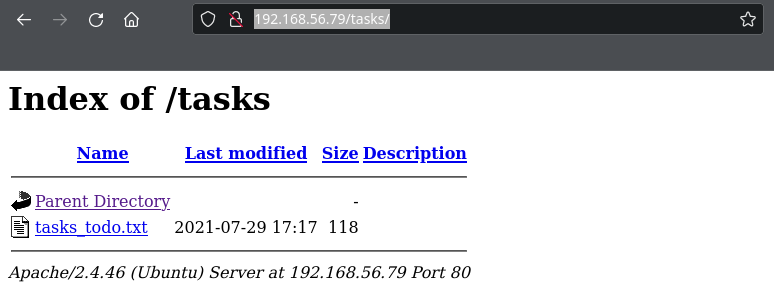 192.168.56.79/tasks/
Index of /tasks
Name Last modified Size Description
Parent Directory -
tasks_todo.txt 2021-07-29 17:17 118
Apache/2.4.46 (Ubuntu) Server at 192.168.56.79 Port 80